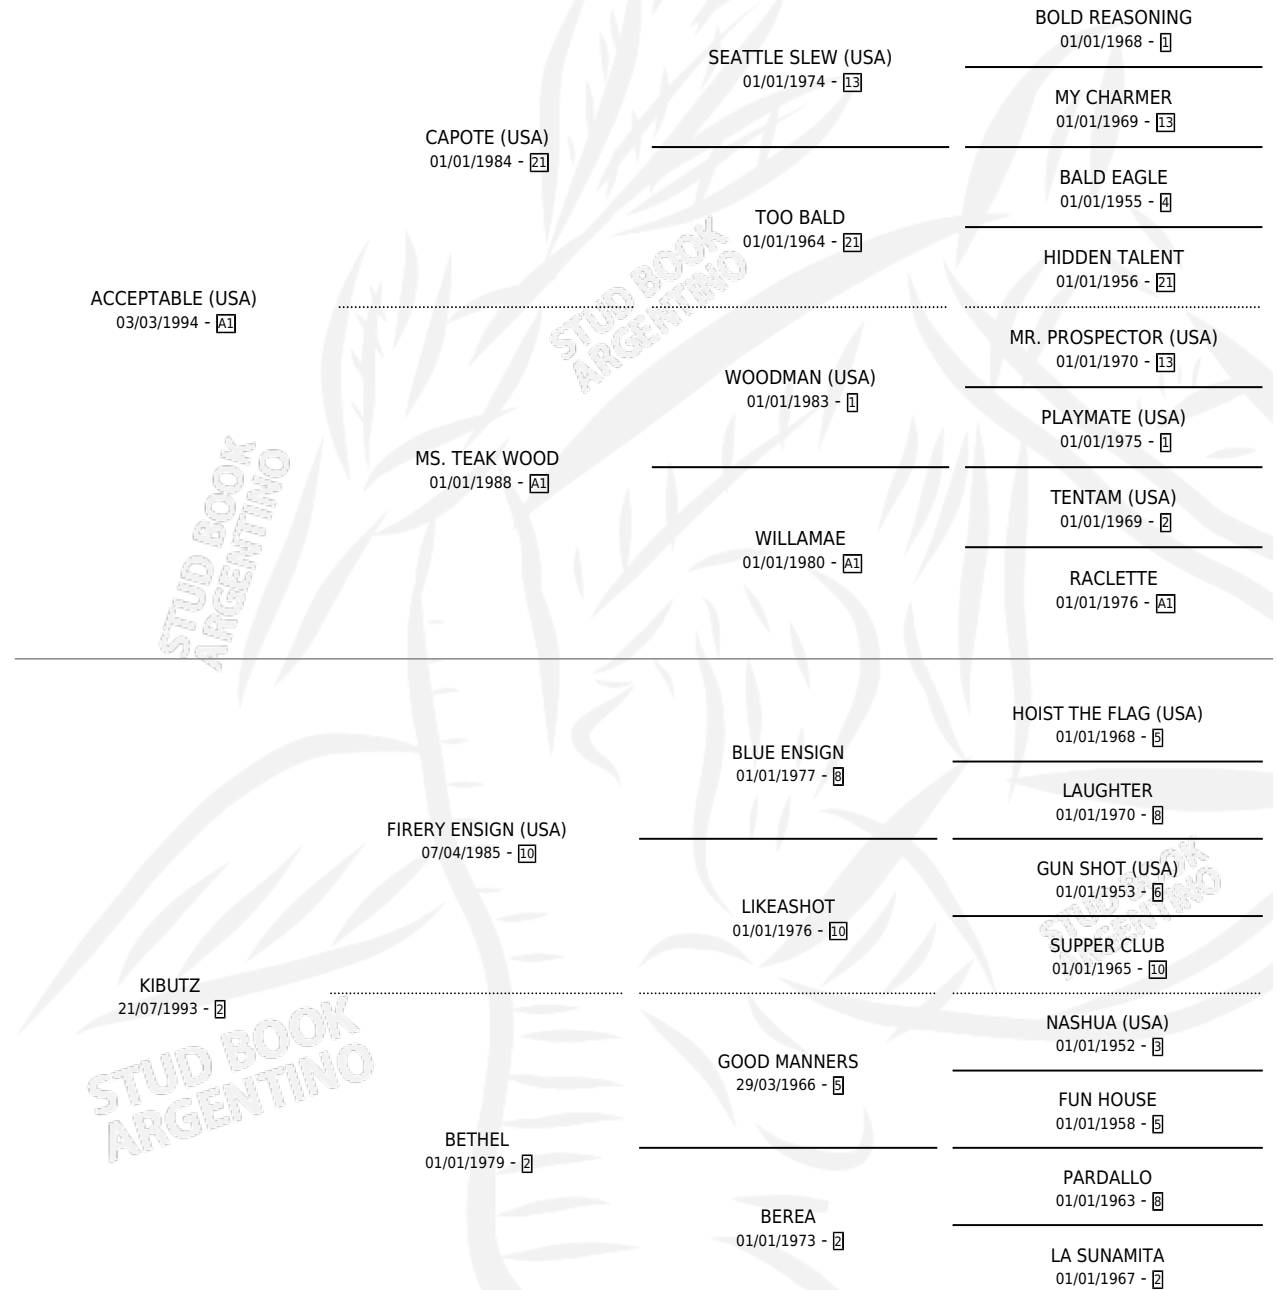 BOLD REASONING
01/01/1968 - 1
SEATTLE SLEW (USA)
01/01/1974 - 13
MY CHARMER
01/01/1969 - 13
CAPOTE (USA)
01/01/1984 - 21
BALD EAGLE
01/01/1955 - 4
TOO BALD
01/01/1964 - 21
HIDDEN TALENT
01/01/1956 - 21
ACCEPTABLE (USA)
03/03/1994 - A1
MR. PROSPECTOR (USA)
01/01/1970 - 13
WOODMAN (USA)
01/01/1983 - 1
PLAYMATE (USA)
01/01/1975 - 1
MS. TEAK WOOD
01/01/1988 - A1
TENTAM (USA)
01/01/1969 - 2
WILLAMAE
01/01/1980 - A1
RACLETTE
01/01/1976 - A1
HOIST THE FLAG (USA)
01/01/1968 - 5
BLUE ENSIGN
01/01/1977 - 8
LAUGHTER
01/01/1970 - 8
FIRERY ENSIGN (USA)
07/04/1985 - 10
GUN SHOT (USA)
01/01/1953 - 6
LIKEASHOT
01/01/1976 - 10
SUPPER CLUB
01/01/1965 - 10
KIBUTZ
21/07/1993 - 2
NASHUA (USA)
01/01/1952 - 3
GOOD MANNERS
29/03/1966 - 5
FUN HOUSE
01/01/1958 - 5
BETHEL
01/01/1979 - 2
PARDALLO
01/01/1963 - 8
BEREA
01/01/1973 - 2
LA SUNAMITA
01/01/1967 - 2
STUD BOOK
ARGENTINO
STUD BOOK
ARGENTINO
STUD BOOK
ARGENTINO
STUD BOOK
ARGENTINO